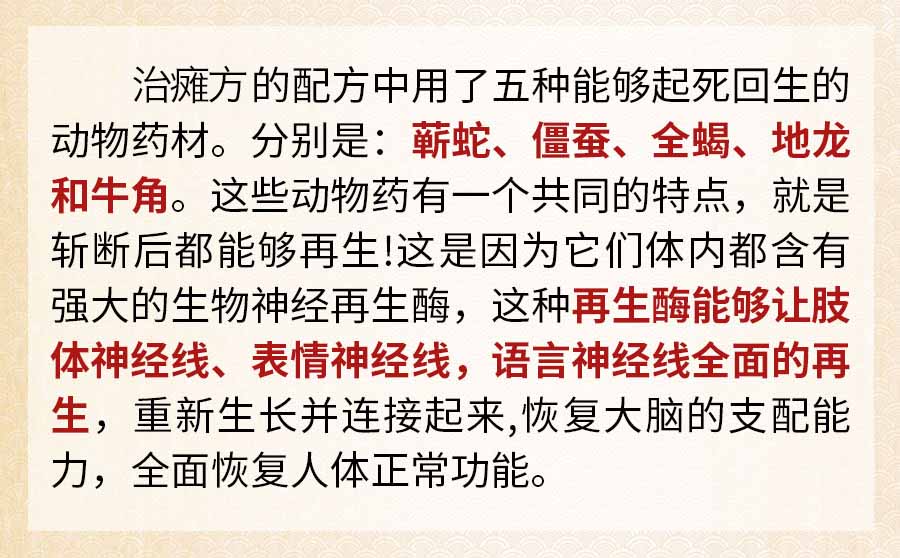 治瘫方的配方中用了五种能够起死回生的
动物药材。分别是：蕲蛇、僵蚕、全蝎、地龙
和牛角。这些动物药有一个共同的特点，就是
斩断后都能够再生!这是因为它们体内都含有
强大的生物神经再生酶，这种再生酶能够让肢
体神经线、表情神经线，语言神经线全面的再
生，重新生长并连接起来,恢复大脑的支配能
力，全面恢复人体正常功能。